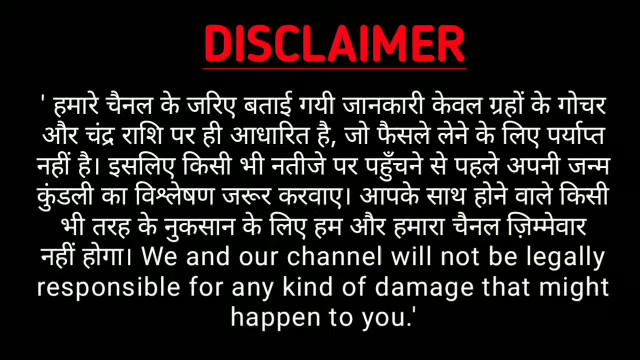 DISCLAIMER
' हमारे चैनल के जरिए बताई गयी जानकारी केवल ग्रहों के गोचर
और चंद्र राशि पर ही आधारित है, जो फैसले लेने के लिए पर्याप्त
नहीं है। इसलिए किसी भी नतीजे पर पहुँचने से पहले अपनी जन्म
कुंडली का विश्लेषण जरूर करवाए। आपके साथ होने वाले किसी
भी तरह के नुकसान के लिए हम और हमारा चैनल ज़िम्मेवार
नहीं होगा। We and our channel will not be legally
responsible for any kind of damage that might
happen to you.'